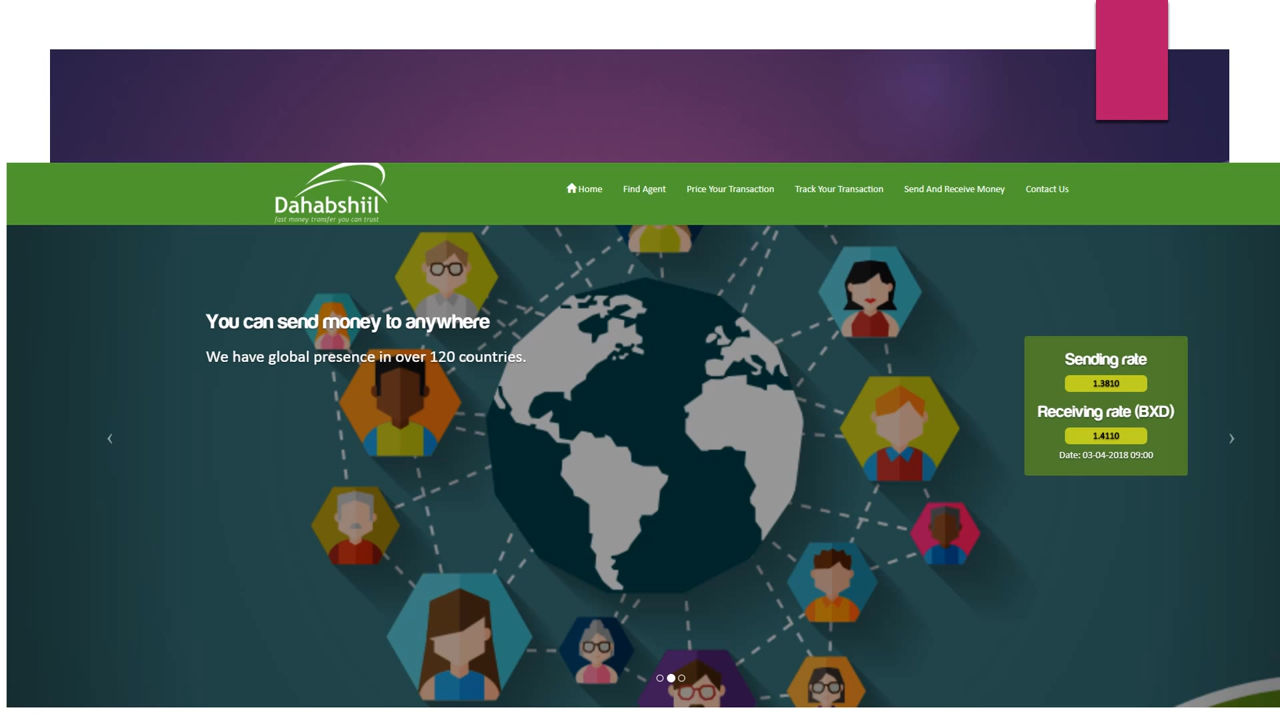 Dahabshiil
fast money transfer you can trust
Home Find Agent Price Your Transaction Track Your Transaction Send And Receive Money Contact Us
You can send money to anywhere
We have global presence in over 120 countries.
Sending rate
1.3810
Receiving rate (BXD)
1.4110
Date: 03-04-2018 09:00